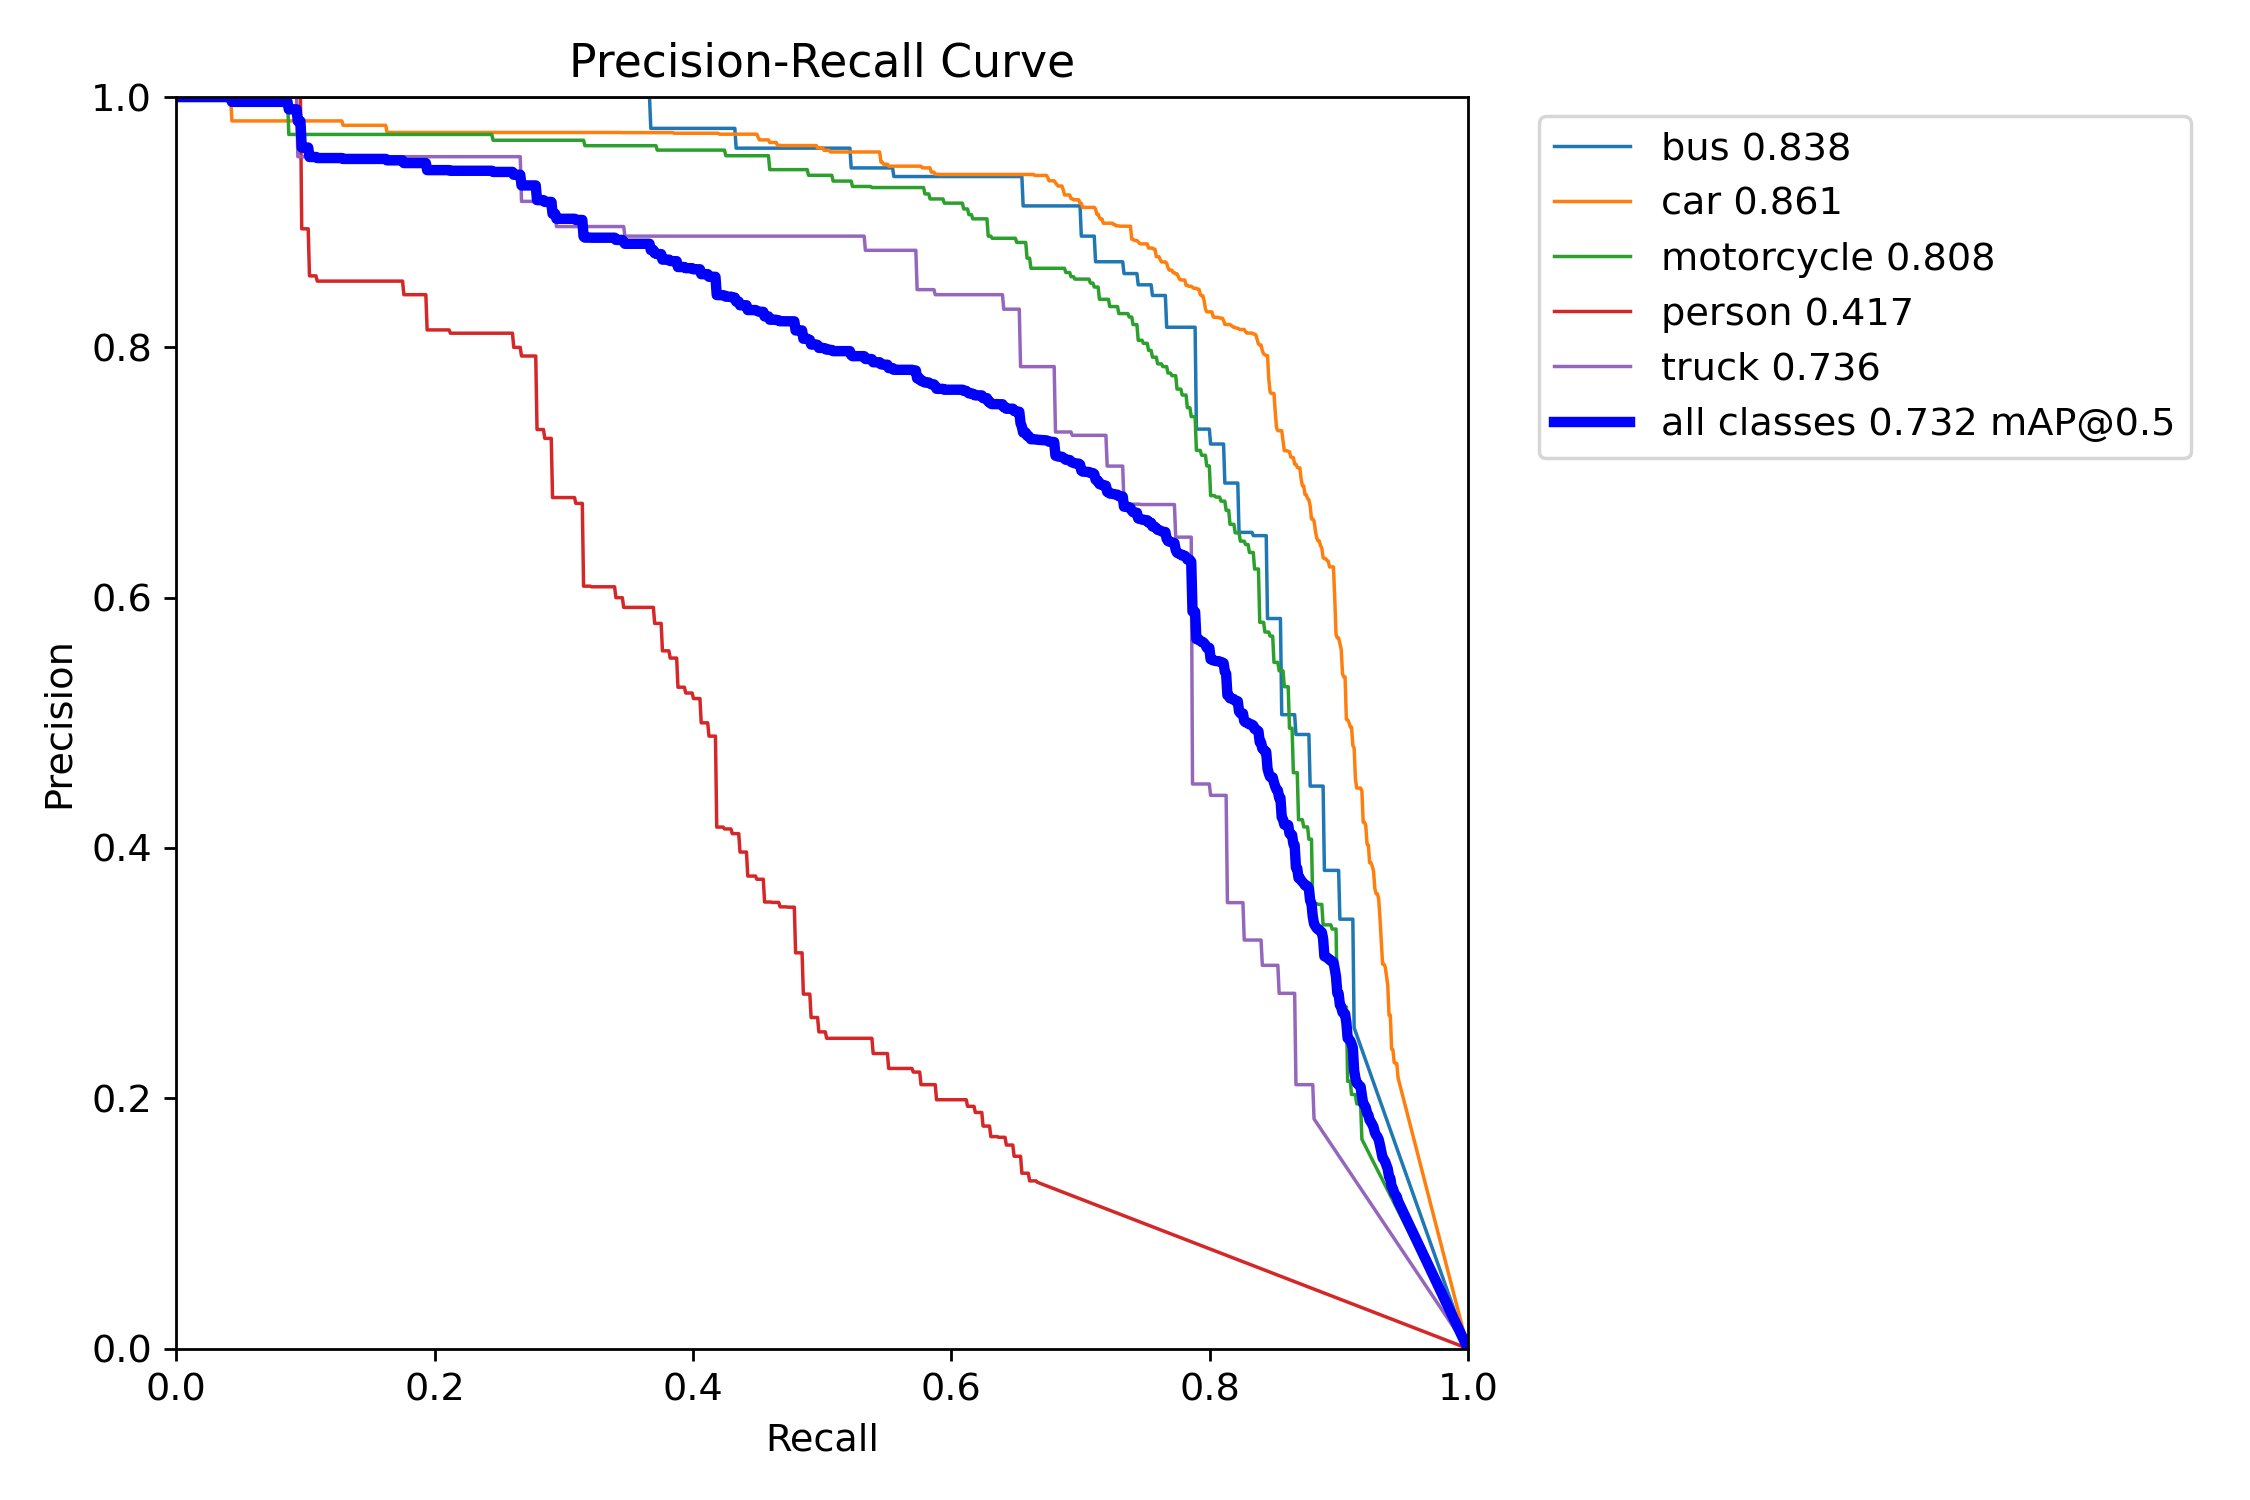 Precision-Recall Curve
1.0
0.8
0.6
0.4
0.2
0.0
Precision
0.0 0.2 0.4 0.6 0.8 1.0
Recall
bus 0.838
car 0.861
motorcycle 0.808
person 0.417
truck 0.736
all classes 0.732 mAP@0.5